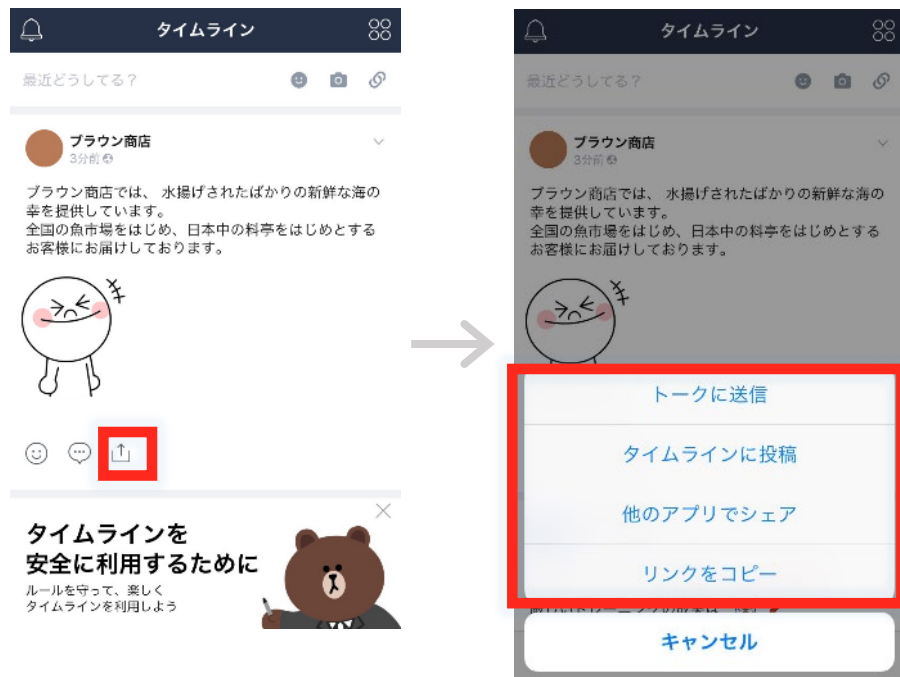 タイムライン
最近どうしてる？
ブラウン商店
3分前
ブラウン商店では、 水揚げされたばかりの新鮮な海の
幸を提供しています。
全国の魚市場をはじめ、日本中の料亭をはじめとする
お客様にお届けしております。
タイムラインを
安全に利用するために
ルールを守って、楽しく
タイムラインを利用しよう
タイムライン
最近どうしてる？
ブラウン商店
3分前
ブラウン商店では、 水揚げされたばかりの新鮮な海の
幸を提供しています。
全国の魚市場をはじめ、日本中の料亭をはじめとする
お客様にお届けしております。
トークに送信
タイムラインに投稿
他のアプリでシェア
リンクをコピー
キャンセル